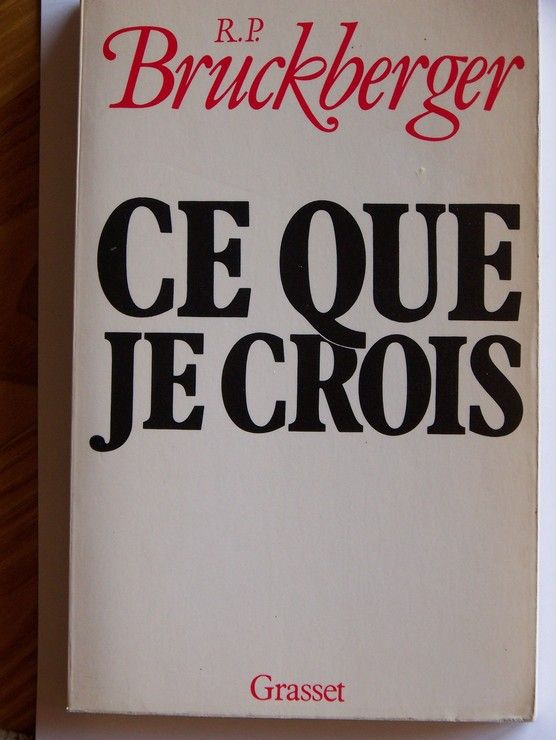 R.P.
Bruckberger
CE QUE
JE CROIS
Grasset